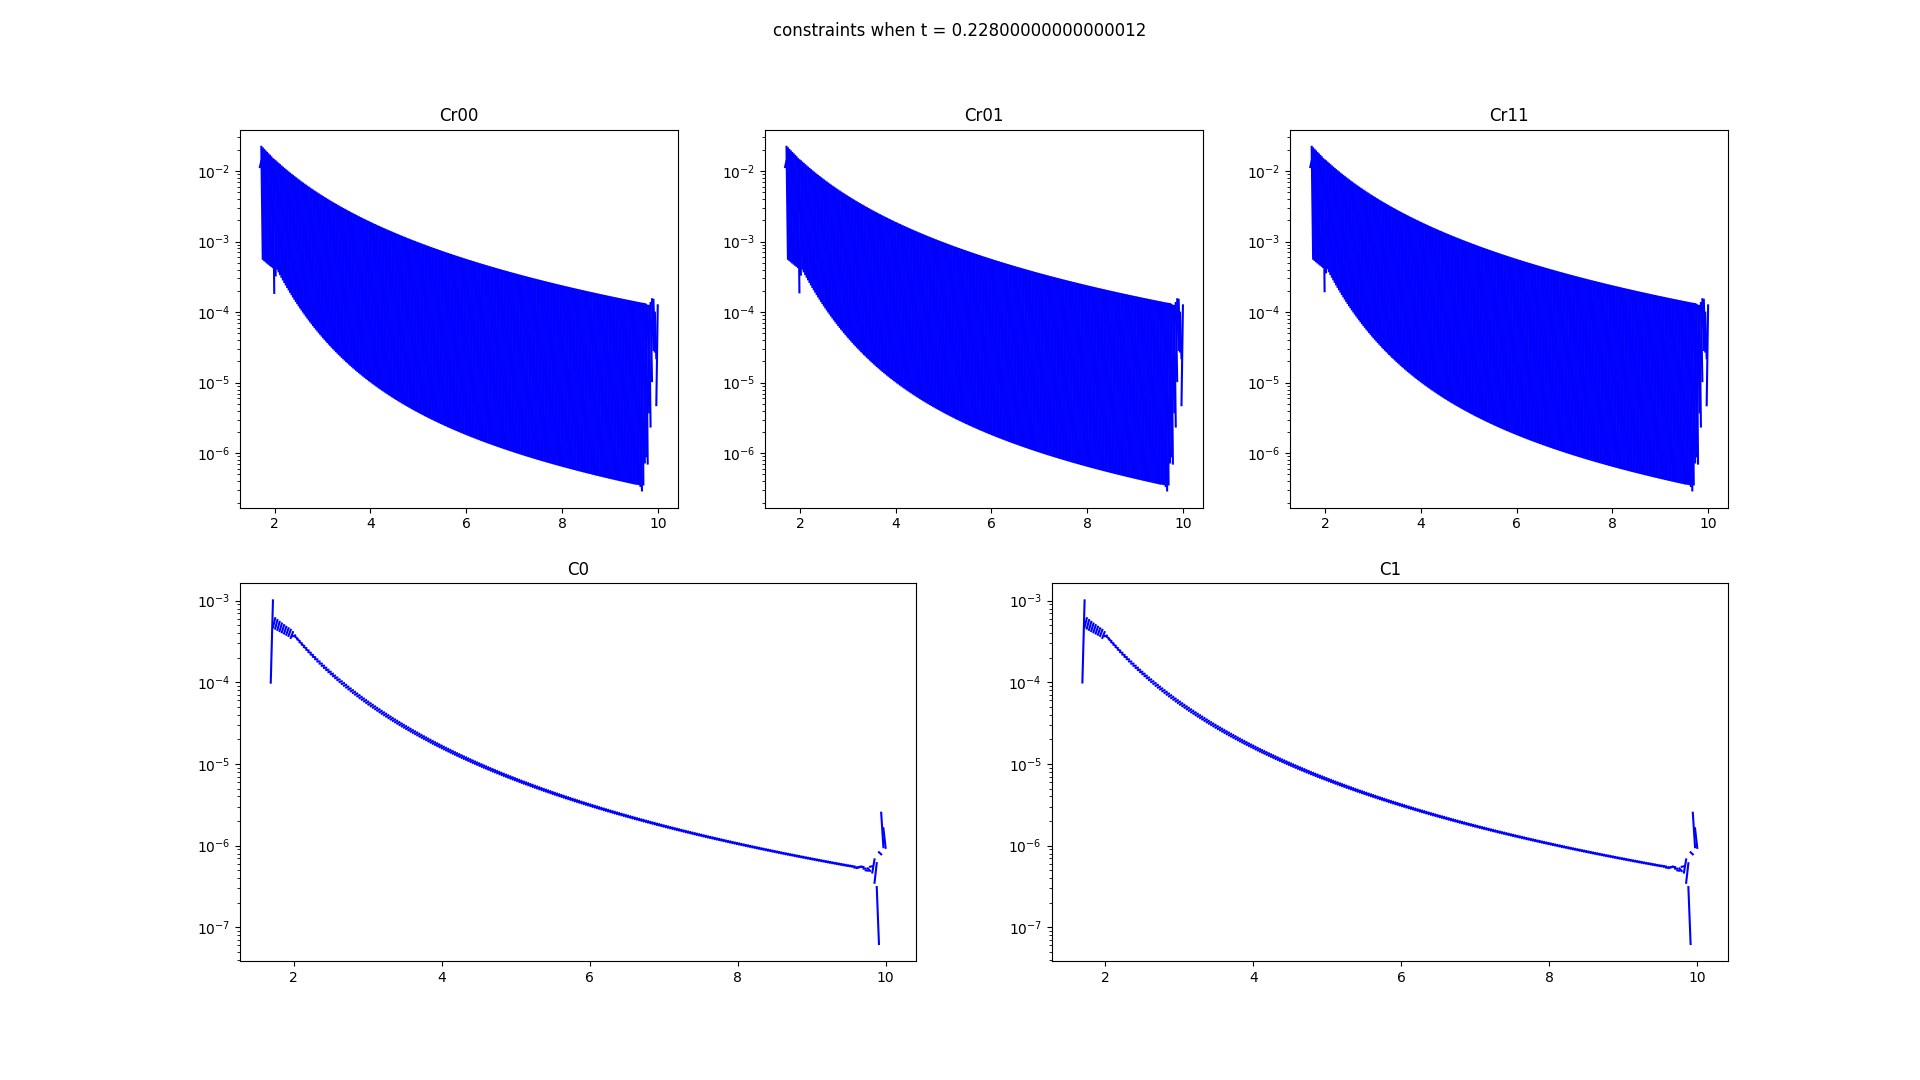 constraints when t = 0.22800000000000012
Cr00 Cr01 Cr11
10⁻² 10⁻² 10⁻²
10⁻³ 10⁻³ 10⁻³
10⁻⁴ 10⁻⁴ 10⁻⁴
10⁻⁵ 10⁻⁵ 10⁻⁵
10⁻⁶ 10⁻⁶ 10⁻⁶
2 4 6 8 10 2 4 6 8 10 2 4 6 8 10
C0 C1
10⁻³ 10⁻³
10⁻⁴ 10⁻⁴
10⁻⁵ 10⁻⁵
10⁻⁶ 10⁻⁶
10⁻⁷ 10⁻⁷
2 4 6 8 10 2 4 6 8 10